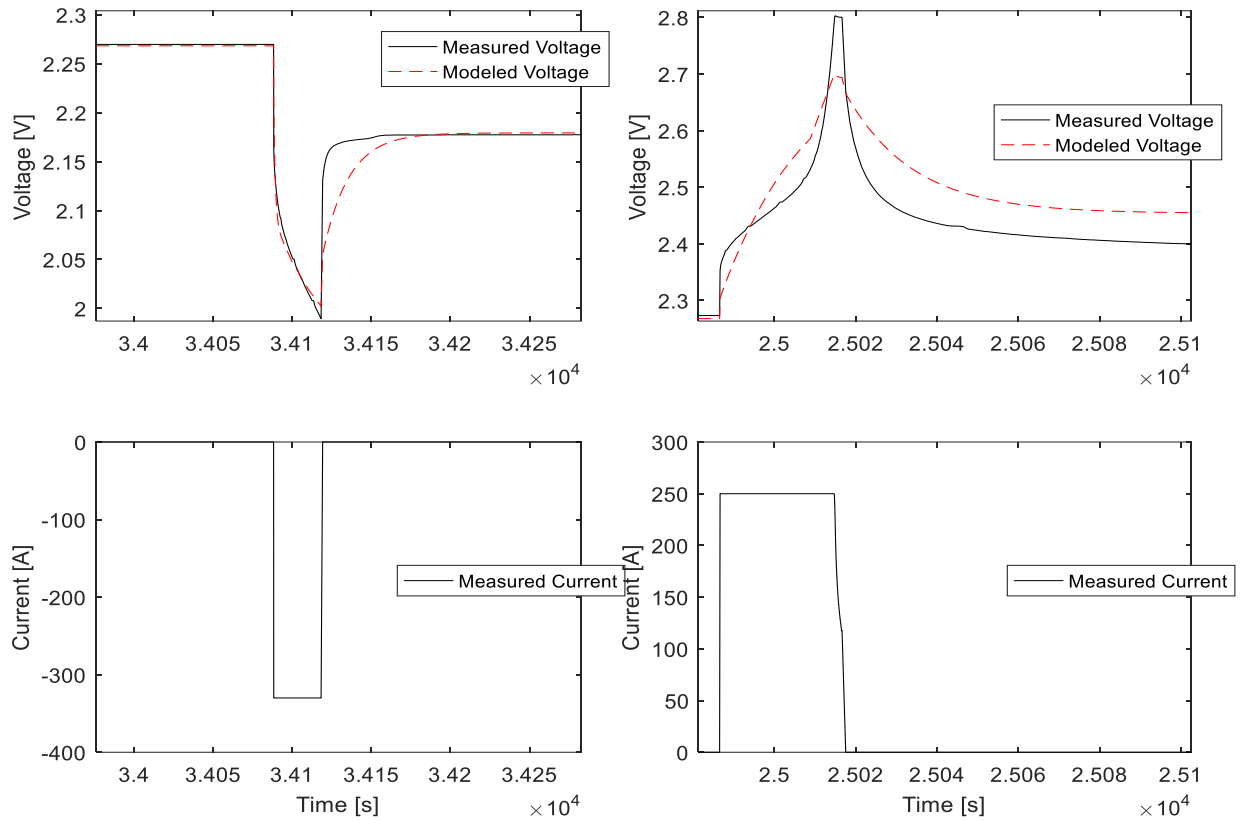 2.3
2.25
2.2
2.15
2.1
2.05
2
Voltage [V]
Measured Voltage
Modeled Voltage
3.4 3.405 3.41 3.415 3.42 3.425
×10^4
2.8
2.7
2.6
2.5
2.4
2.3
Voltage [V]
Measured Voltage
Modeled Voltage
2.5 2.502 2.504 2.506 2.508 2.51
×10^4
0
-100
-200
-300
-400
Current [A]
Measured Current
3.4 3.405 3.41 3.415 3.42 3.425
Time [s]
×10^4
300
250
200
150
100
50
0
Current [A]
Measured Current
2.5 2.502 2.504 2.506 2.508 2.51
Time [s]
×10^4